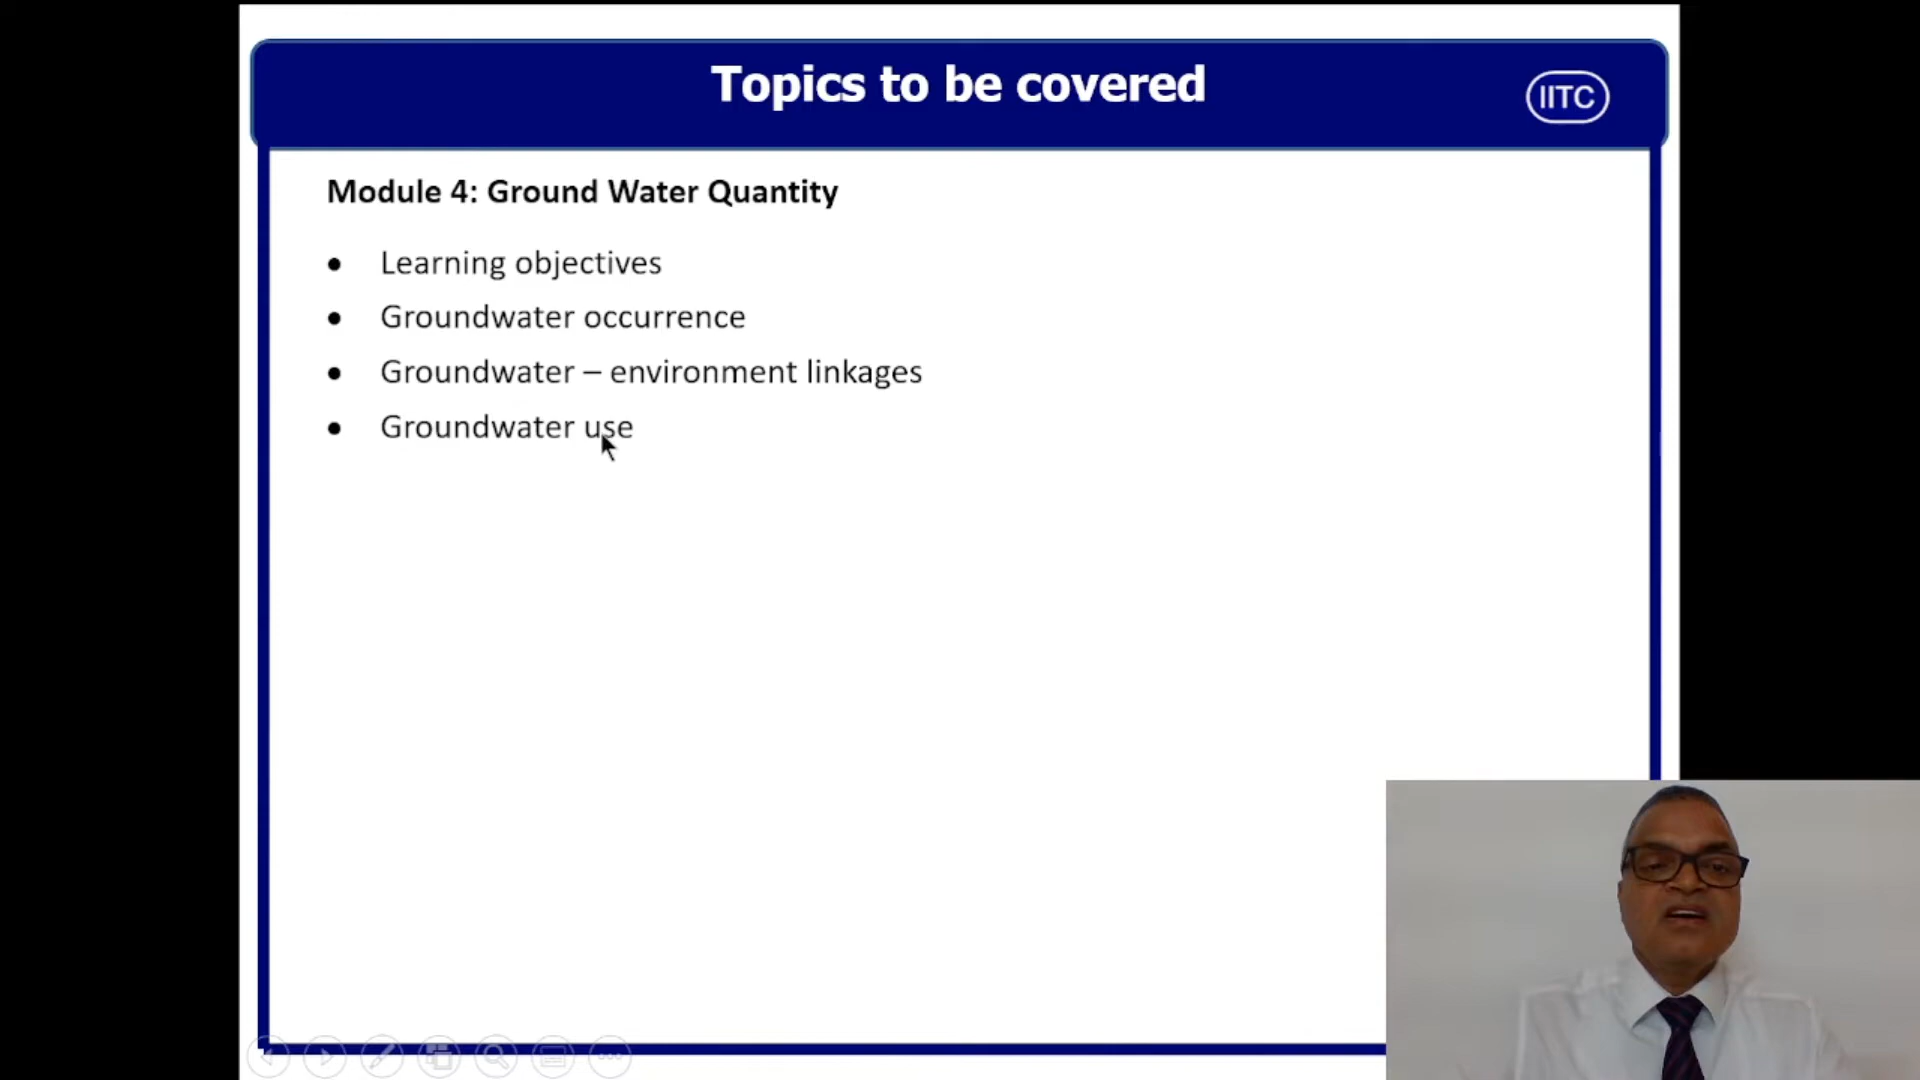 Topics to be covered
IITC
Module 4: Ground Water Quantity
• Learning objectives
• Groundwater occurrence
• Groundwater – environment linkages
• Groundwater use